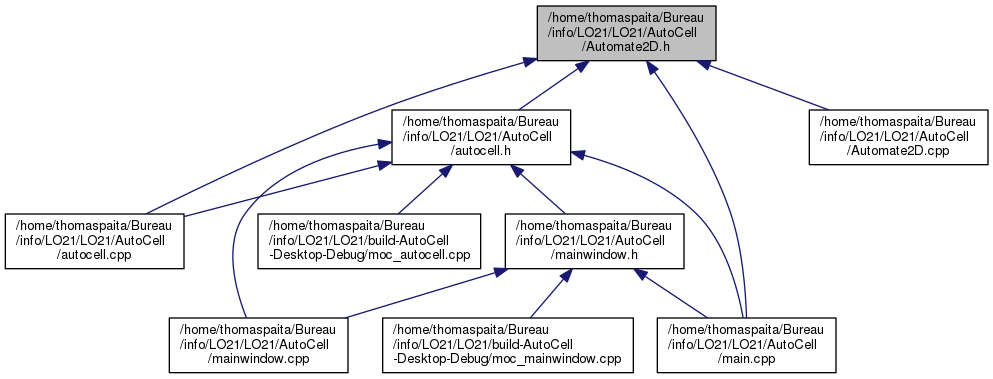 /home/thomaspaita/Bureau
/info/LO21/LO21/AutoCell
/Automate2D.h
/home/thomaspaita/Bureau
/info/LO21/LO21/AutoCell
/autocell.h
/home/thomaspaita/Bureau
/info/LO21/LO21/AutoCell
/Automate2D.cpp
/home/thomaspaita/Bureau
/info/LO21/LO21/AutoCell
/autocell.cpp
/home/thomaspaita/Bureau
/info/LO21/LO21/build-AutoCell
-Desktop-Debug/moc_autocell.cpp
/home/thomaspaita/Bureau
/info/LO21/LO21/AutoCell
/mainwindow.h
/home/thomaspaita/Bureau
/info/LO21/LO21/AutoCell
/mainwindow.cpp
/home/thomaspaita/Bureau
/info/LO21/LO21/build-AutoCell
-Desktop-Debug/moc_mainwindow.cpp
/home/thomaspaita/Bureau
/info/LO21/LO21/AutoCell
/main.cpp